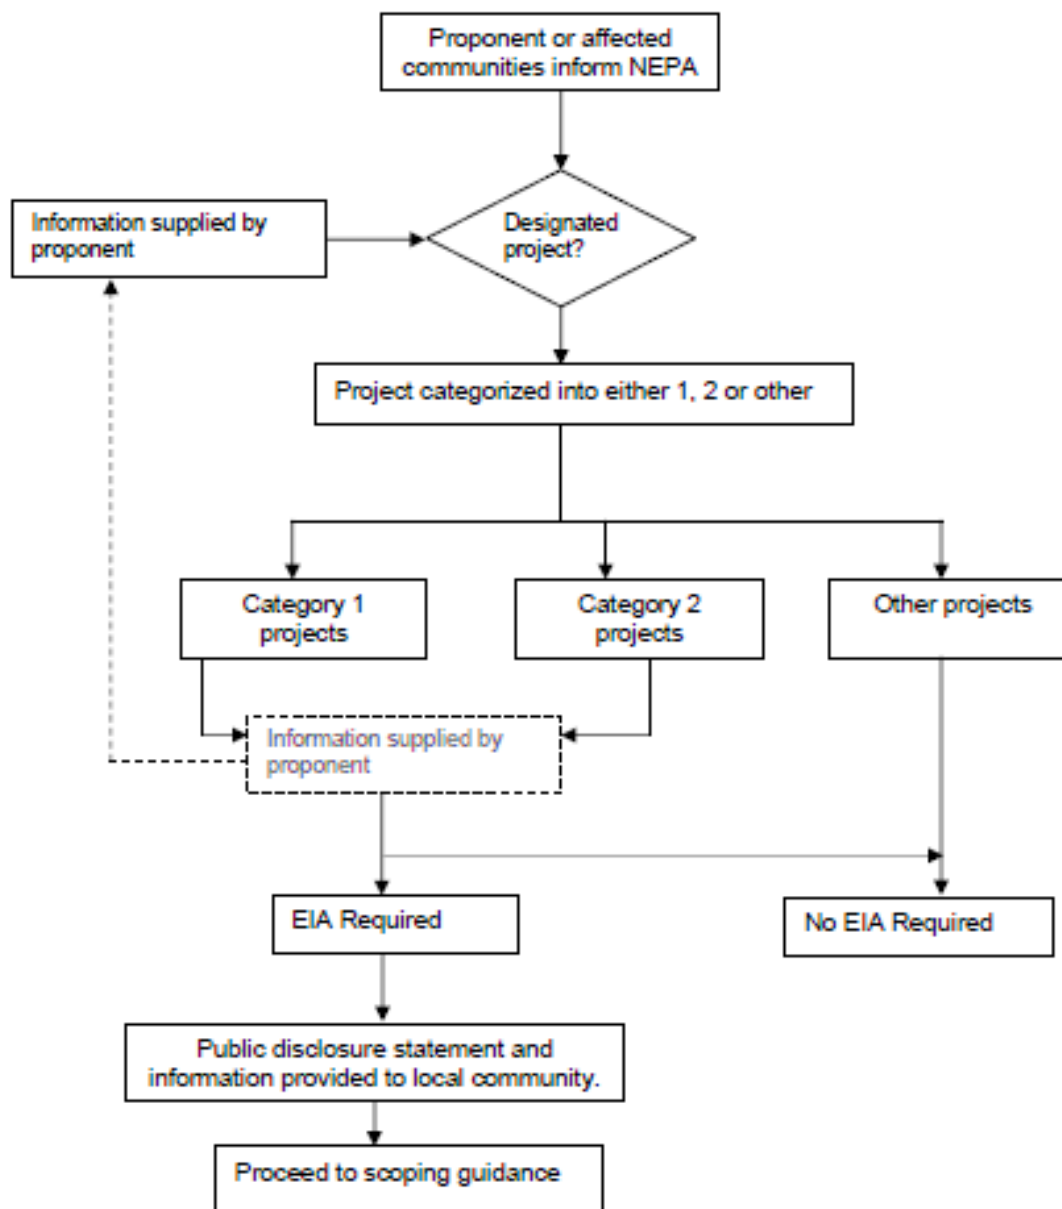 Proponent or affected
communities inform NEPA
Information supplied by
proponent
Designated
project?
Project categorized into either 1, 2 or other
Category 1
projects
Category 2
projects
Other projects
Information supplied by
proponent
EIA Required
No EIA Required
Public disclosure statement and
information provided to local community.
Proceed to scoping guidance